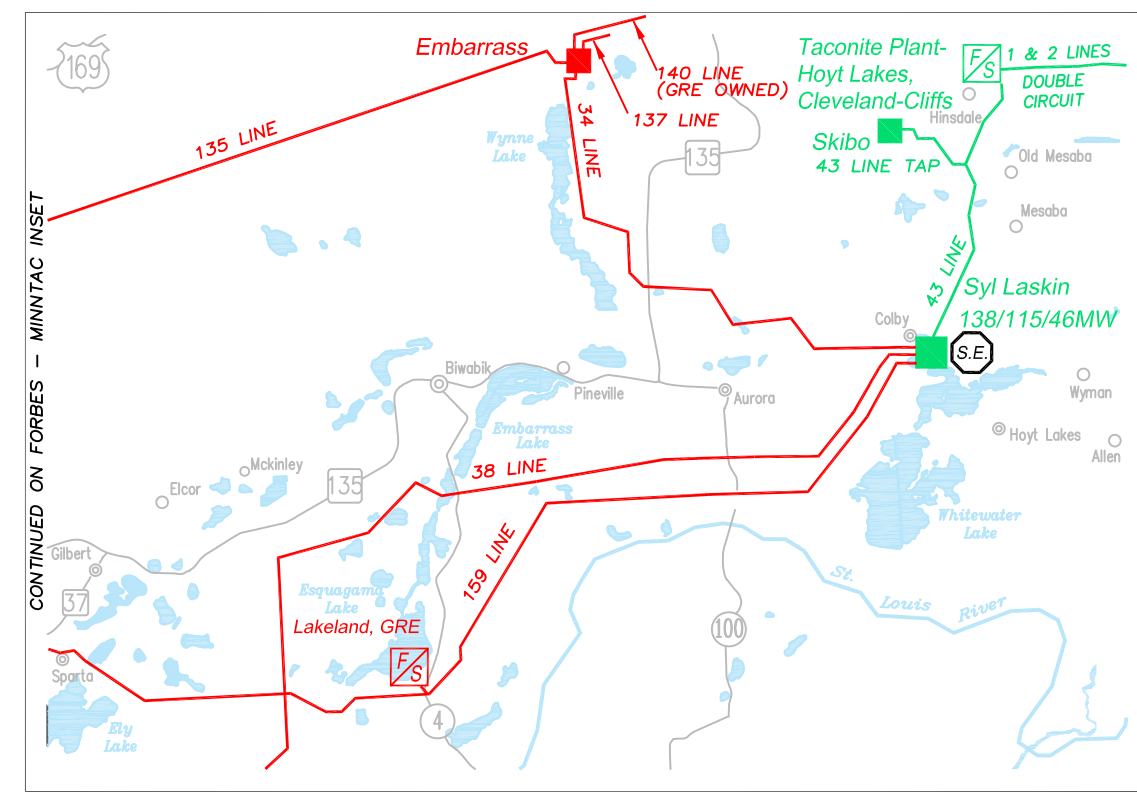 169
Embarrass
140 LINE
(GRE OWNED)
137 LINE
135 LINE
34 LINE
Wynne
Lake
135
Taconite Plant-
Hoyt Lakes,
Cleveland-Cliffs
F/S
1 & 2 LINES
DOUBLE
CIRCUIT
Hinsdale
Skibo
43 LINE TAP
Old Mesaba
Mesaba
43 LINE
Syl Laskin
138/115/46MW
Colby
S.E.
CONTINUED ON FORBES – MINNTAC INSET
Biwabik
Pineville
Aurora
Wyman
Embarrass
Lake
Hoyt Lakes
Allen
38 LINE
Mckinley
Elcor
135
Whitewater
Lake
Gilbert
37
159 LINE
Esquagama
Lake
Lakeland, GRE
F/S
St.
Louis
River
100
Sparta
4
Ely
Lake